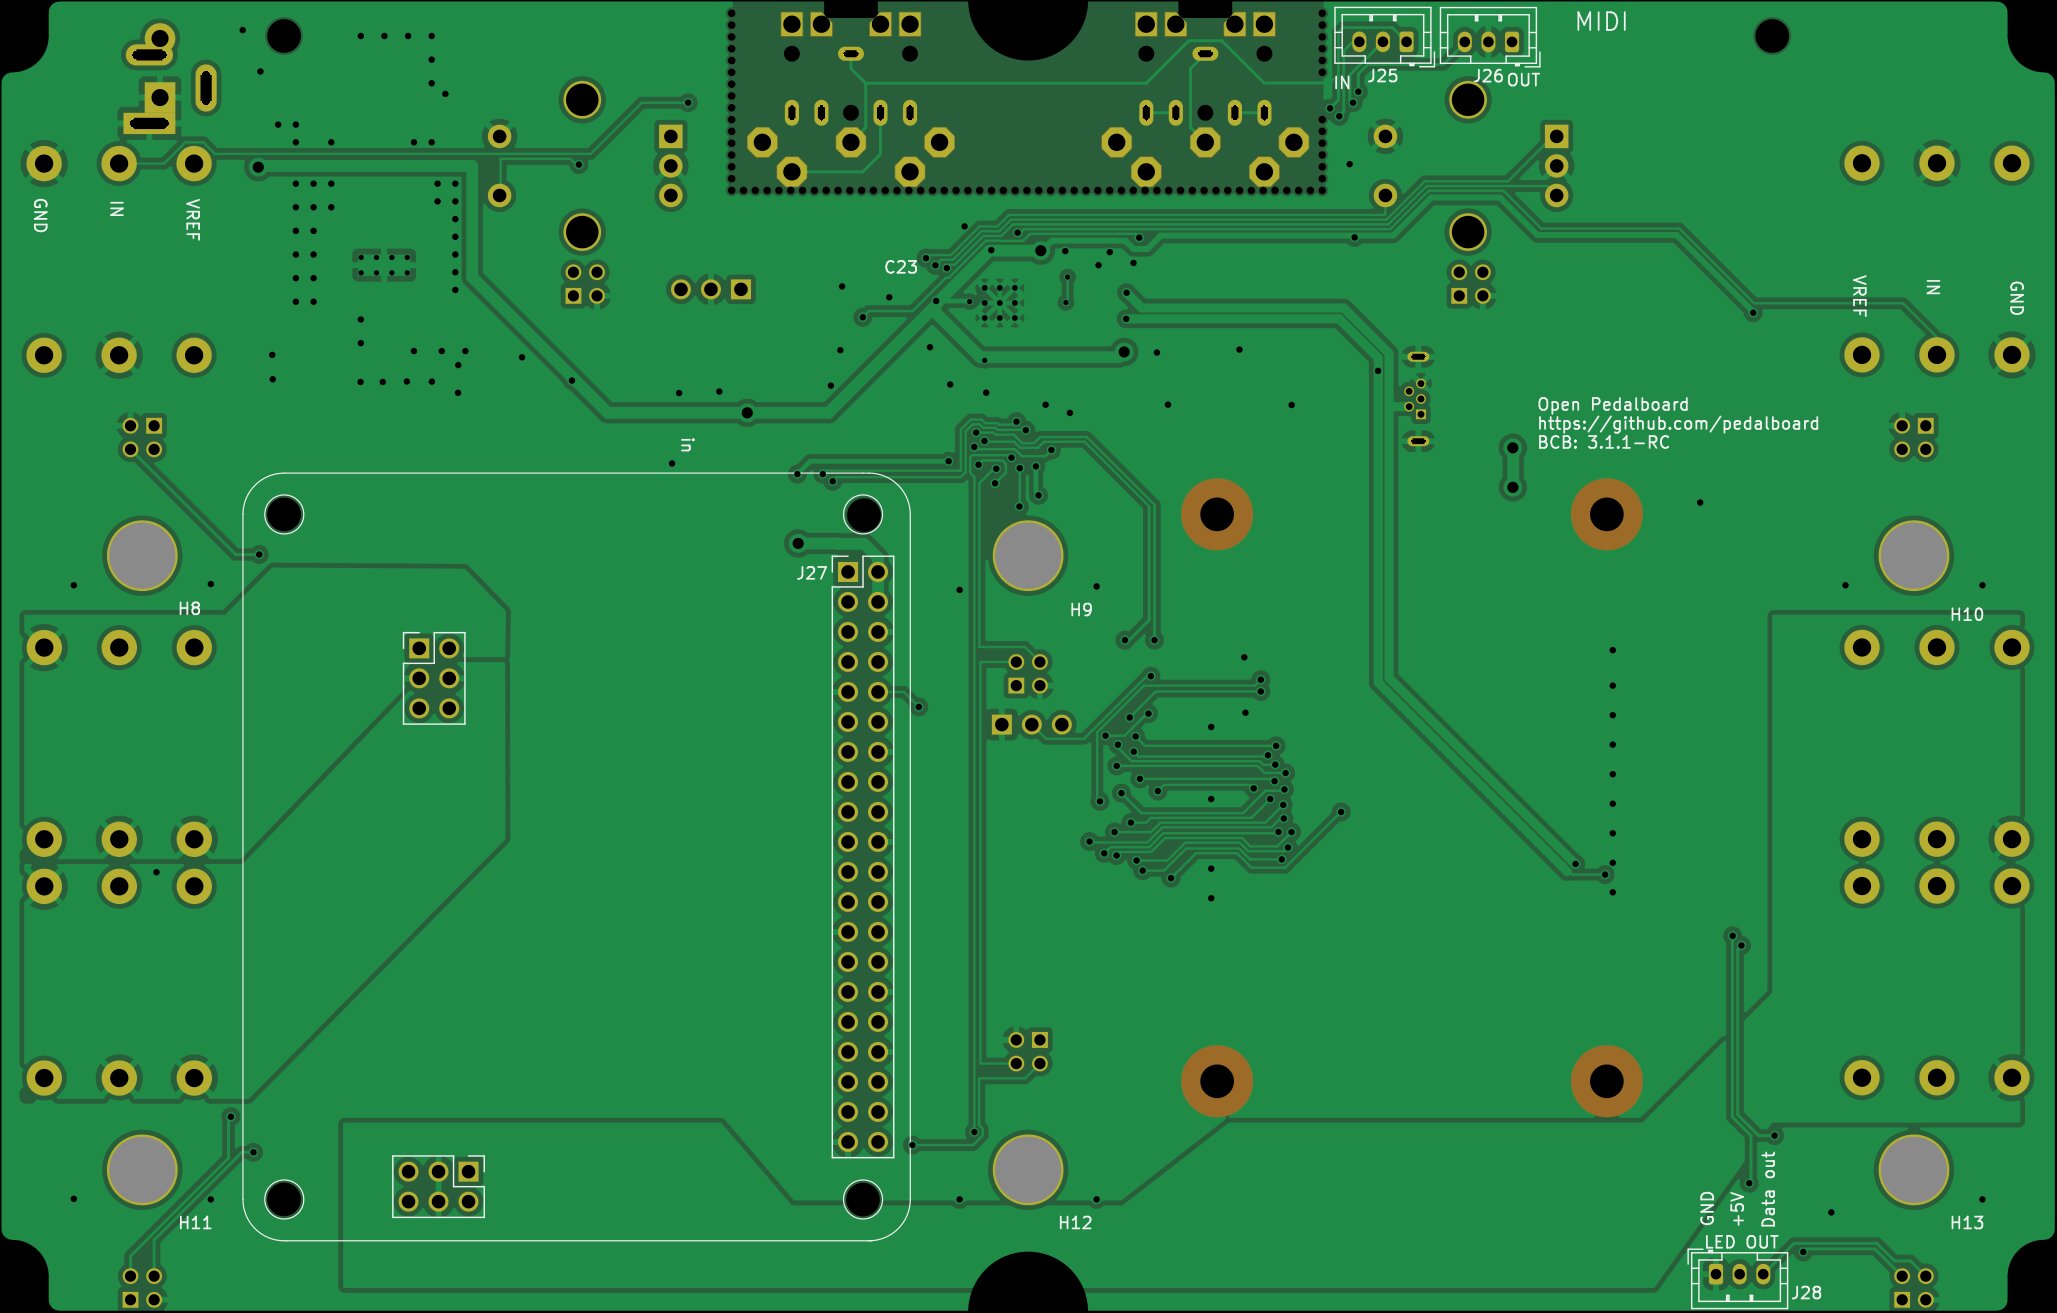 MIDI
J25
J26
IN
OUT
GND
IN
VREF
C23
VREF
IN
GND
Open Pedalboard
https://github.com/pedalboard
BCB: 3.1.1-RC
in
J27
H8
H9
H10
H11
H12
H13
GND
+5V
Data out
LED OUT
J28